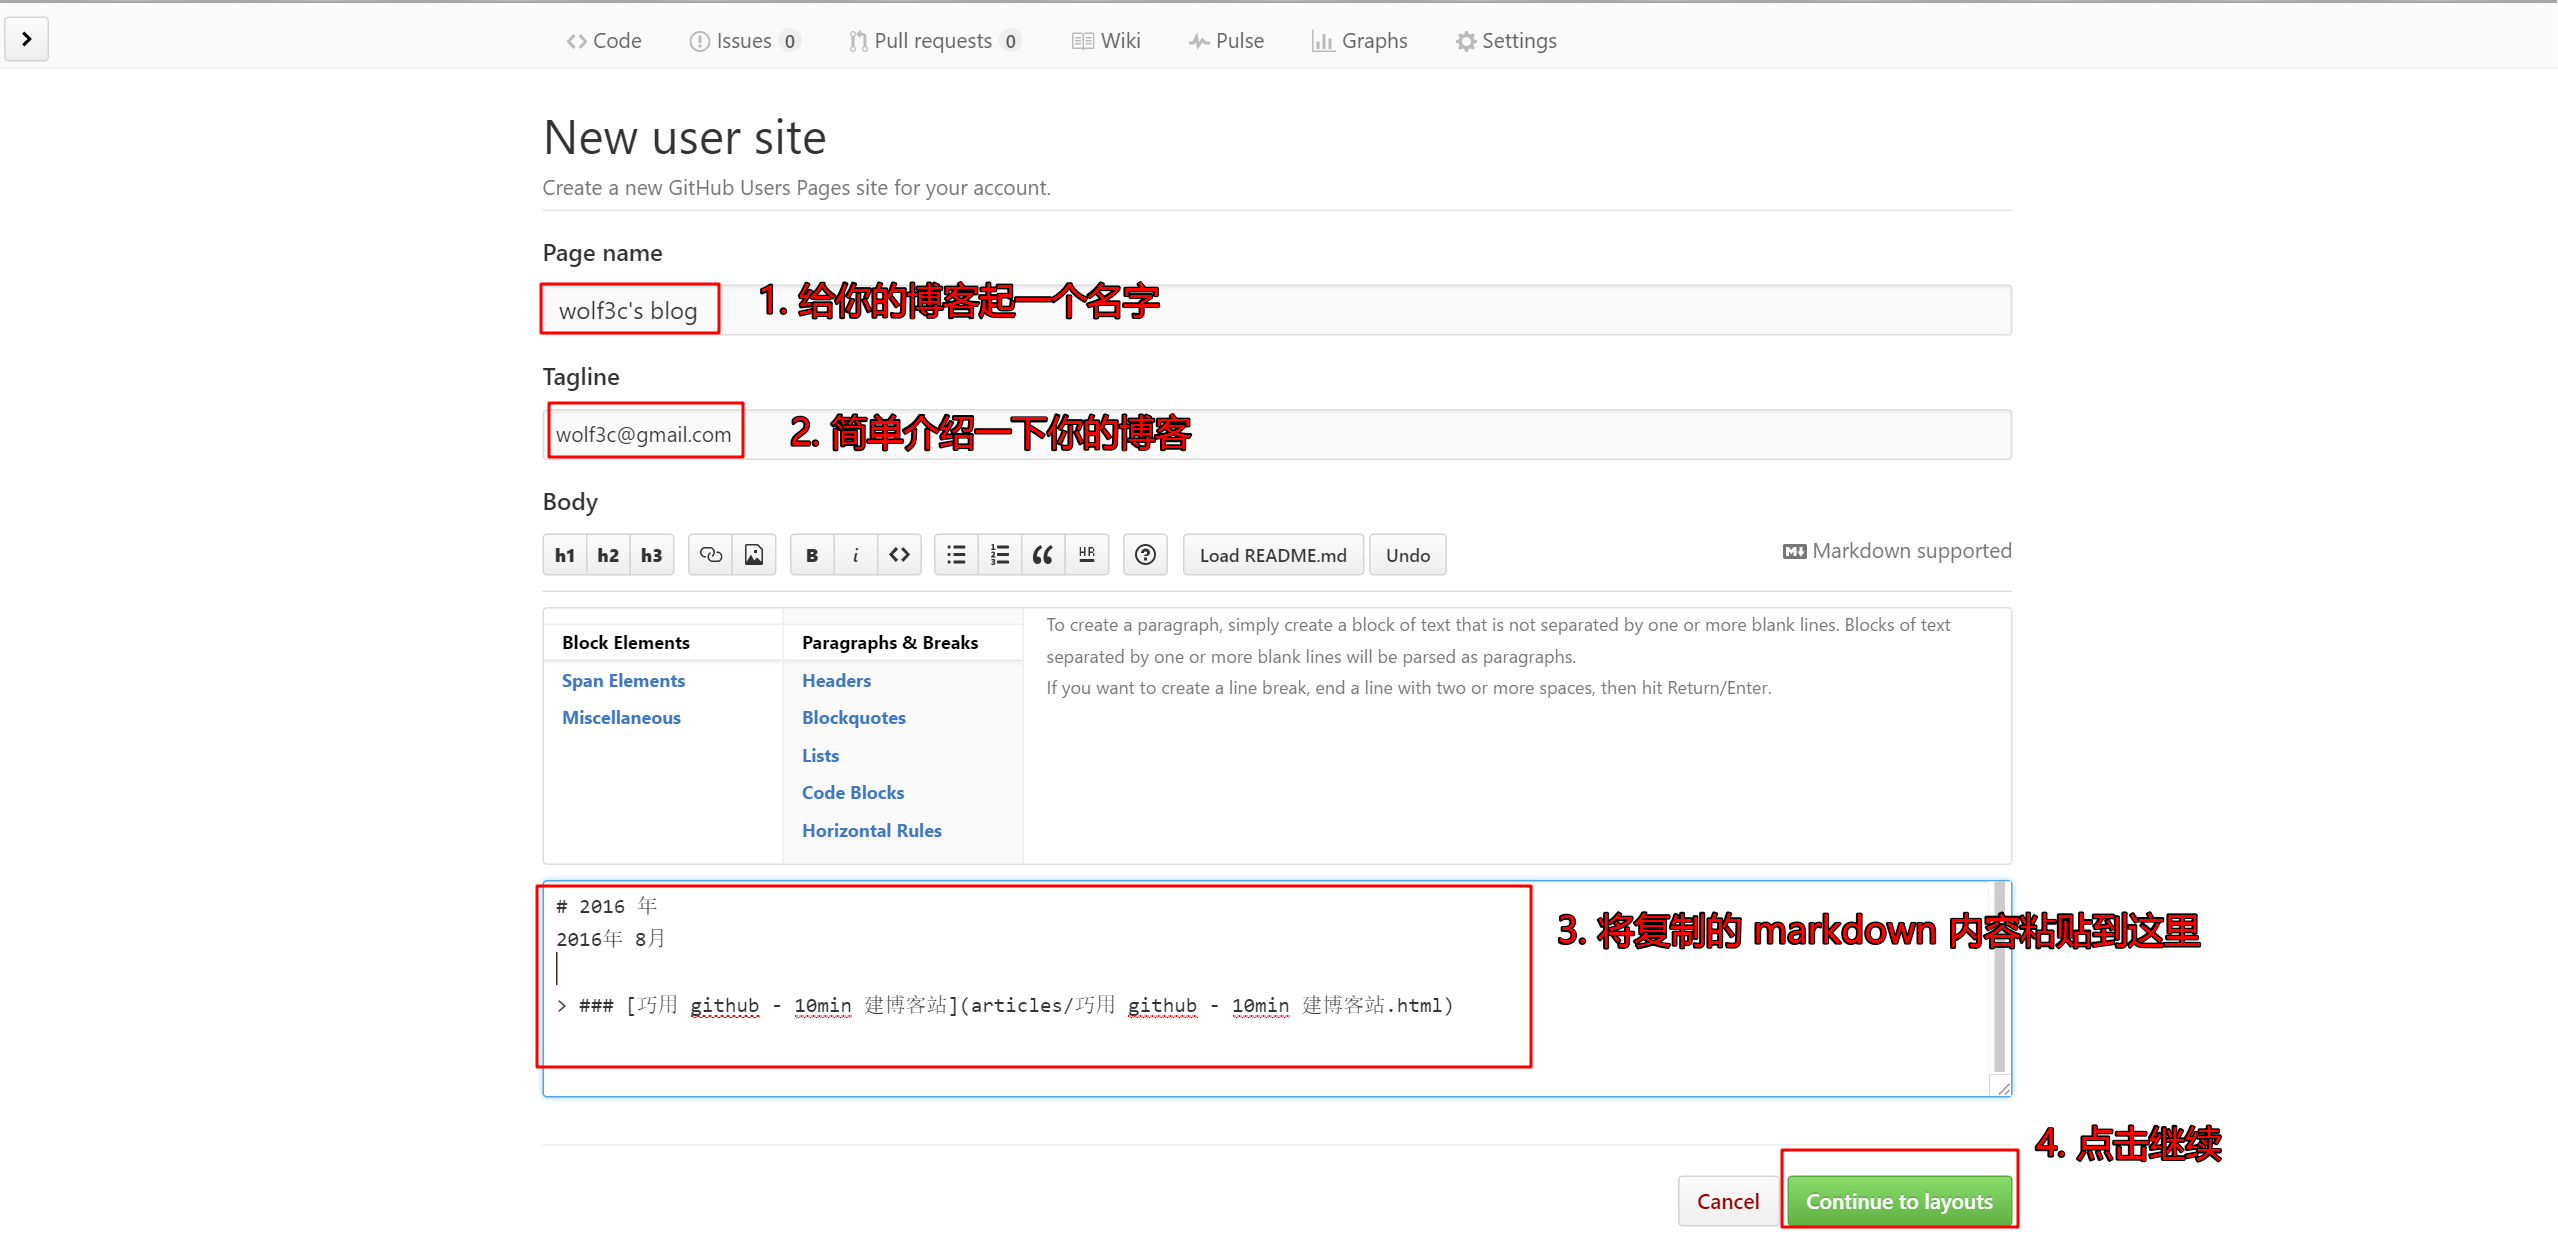 Code Issues 0 Pull requests 0 Wiki Pulse Graphs Settings
New user site
Create a new GitHub Users Pages site for your account.
Page name
wolf3c's blog
1. 给你的博客起一个名字
Tagline
wolf3c@gmail.com
2. 简单介绍一下你的博客
Body
h1 h2 h3 B i <> HR Load README.md Undo
Markdown supported
Block Elements
Span Elements
Miscellaneous
Paragraphs & Breaks
Headers
Blockquotes
Lists
Code Blocks
Horizontal Rules
To create a paragraph, simply create a block of text that is not separated by one or more blank lines. Blocks of text
separated by one or more blank lines will be parsed as paragraphs.
If you want to create a line break, end a line with two or more spaces, then hit Return/Enter.
# 2016 年
2016年 8月
> ### [巧用 github - 10min 建博客站](articles/巧用 github - 10min 建博客站.html)
3. 将复制的 markdown 内容粘贴到这里
4. 点击继续
Cancel Continue to layouts